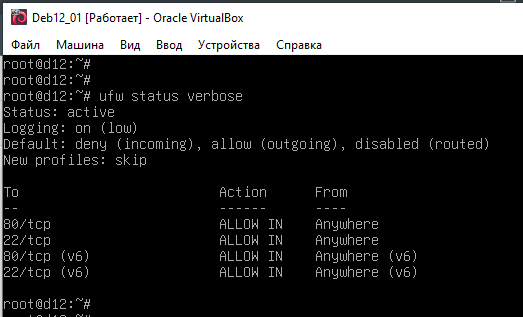 Deb12_01 [Работает] - Oracle VirtualBox
Файл Машина Вид Ввод Устройства Справка
root@d12:~#
root@d12:~#
root@d12:~# ufw status verbose
Status: active
Logging: on (low)
Default: deny (incoming), allow (outgoing), disabled (routed)
New profiles: skip
To Action From
-- ------ ----
80/tcp ALLOW IN Anywhere
22/tcp ALLOW IN Anywhere
80/tcp (v6) ALLOW IN Anywhere (v6)
22/tcp (v6) ALLOW IN Anywhere (v6)
root@d12:~#